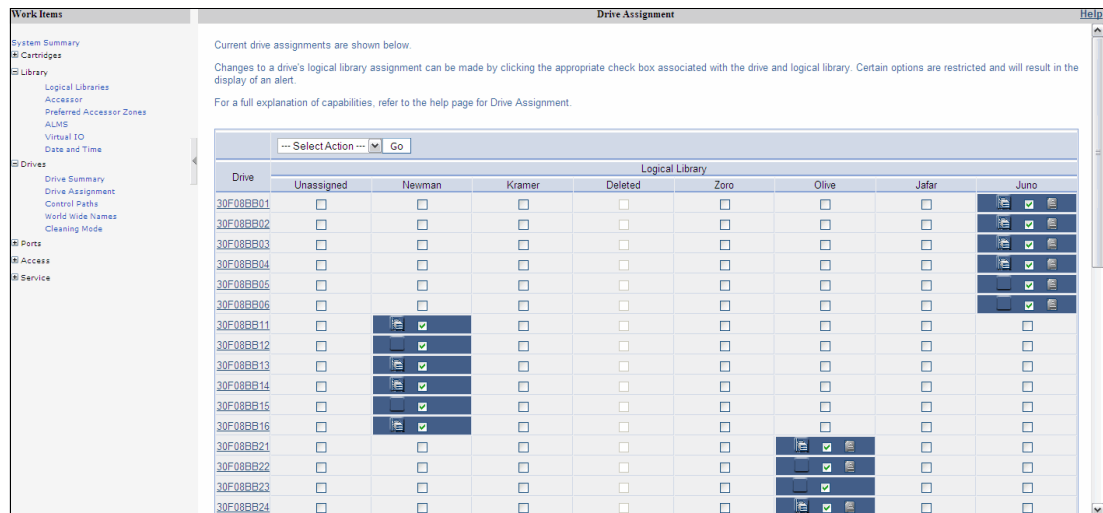 Work Items
Drive Assignment
Help
System Summary
Cartridges
Library
Logical Libraries
Accessor
Preferred Accessor Zones
ALMS
Virtual IO
Date and Time
Drives
Drive Summary
Drive Assignment
Control Paths
World Wide Names
Cleaning Mode
Ports
Access
Service
Current drive assignments are shown below.
Changes to a drive's logical library assignment can be made by clicking the appropriate check box associated with the drive and logical library. Certain options are restricted and will result in the
display of an alert.
For a full explanation of capabilities, refer to the help page for Drive Assignment.
--- Select Action --- Go
Drive
Logical Library
Unassigned Newman Kramer Deleted Zoro Olive Jafar Juno
30F08BB01
30F08BB02
30F08BB03
30F08BB04
30F08BB05
30F08BB06
30F08BB11
30F08BB12
30F08BB13
30F08BB14
30F08BB15
30F08BB16
30F08BB21
30F08BB22
30F08BB23
30F08BB24